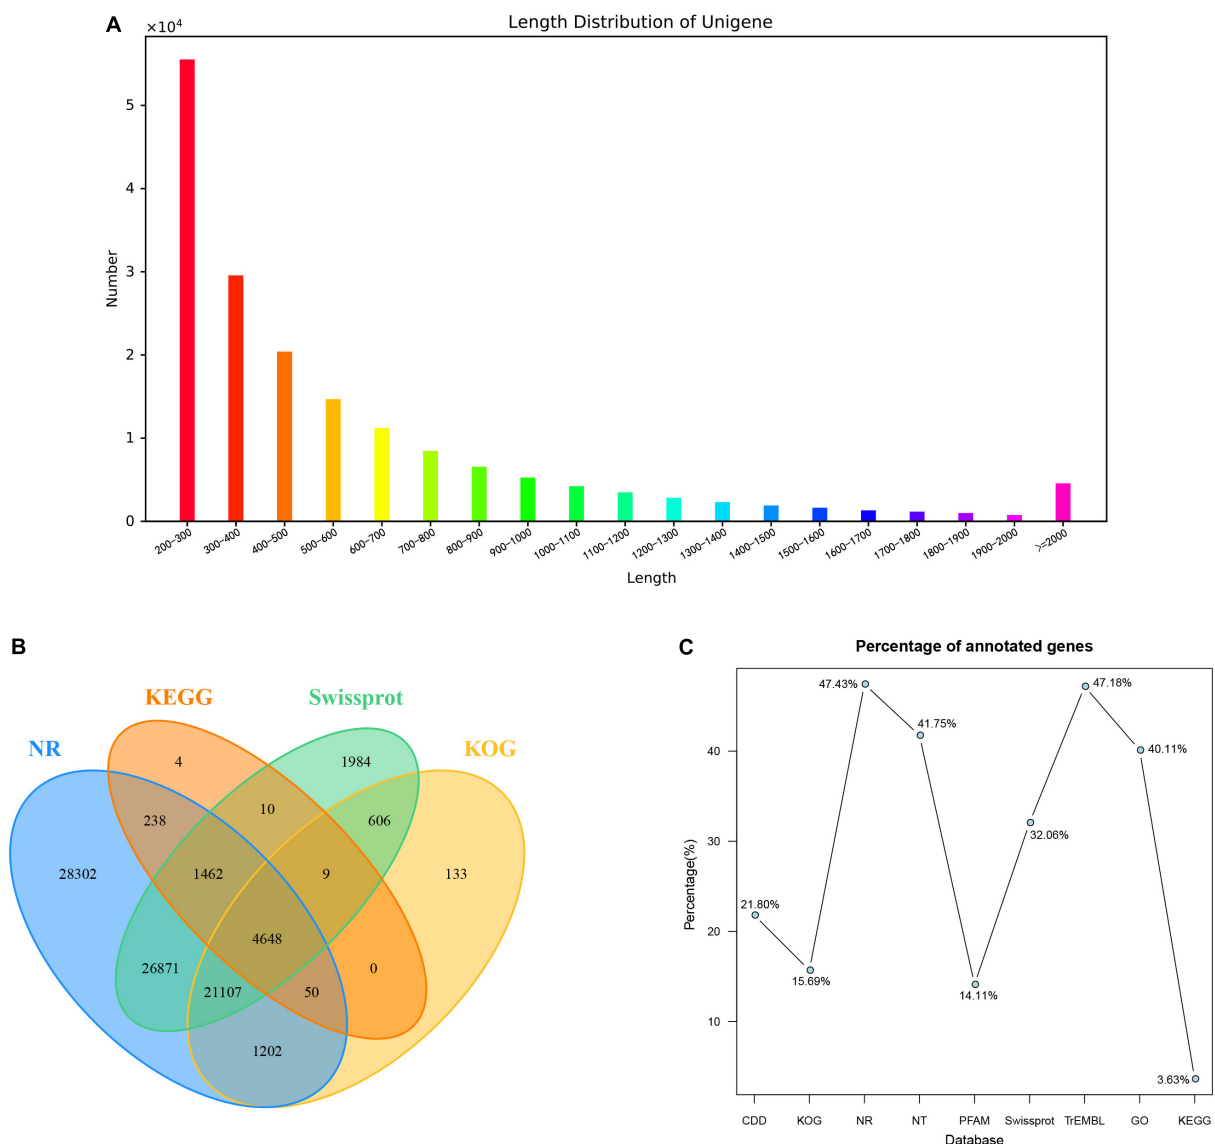 A
×10⁴
Length Distribution of Unigene
5
4
3
2
1
0
Number
200−300 300−400 400−500 500−600 600−700 700−800 800−900 900−1000 1000−1100 1100−1200 1200−1300 1300−1400 1400−1500 1500−1600 1600−1700 1700−1800 1800−1900 1900−2000 >=2000
Length
B
KEGG Swissprot
NR KOG
4 1984
238 10 606
28302 1462 9 133
4648
26871 0
21107 50
1202
C
Percentage of annotated genes
47.43% 47.18%
41.75%
40.11%
32.06%
21.80%
15.69%
14.11%
3.63%
40
30
20
10
Percentage(%)
CDD KOG NR NT PFAM Swissprot TrEMBL GO KEGG
Database